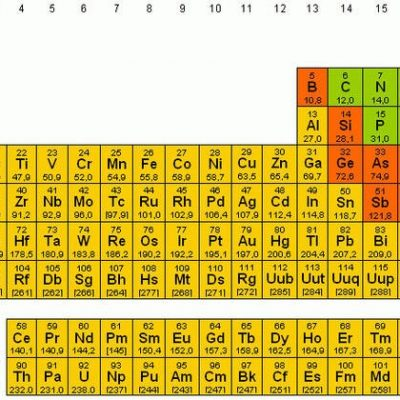 4 5 6 7 8 9 10 11 12 13 14 15
5 6 7
B C N
10,8 12,0 14,0
13 14 15
Al Si P
27,0 28,1 31,0
22 23 24 25 26 27 28 29 30 31 32 33
Ti V Cr Mn Fe Co Ni Cu Zn Ga Ge As
47,9 50,9 52,0 54,9 55,8 58,9 58,7 63,5 65,4 69,7 72,6 74,9
40 41 42 43 44 45 46 47 48 49 50 51
Zr Nb Mo Tc Ru Rh Pd Ag Cd In Sn Sb
91,2 92,9 96,0 [97,9] 101,0 102,9 106,4 107,9 112,4 114,8 118,7 121,8
72 73 74 75 76 77 78 79 80 81 82 83
Hf Ta W Re Os Ir Pt Au Hg Tl Pb Bi
178,5 180,9 183,8 186,2 190,2 192,2 195,1 197,0 200,6 204,4 207,2 209,0
104 105 106 107 108 109 110 111 112 113 114 115
Rf Db Sg Bh Hs Mt Ds Rg Uub Uut Uuq Uup
[261] [262] [266] [264] [277] [268] [271] [272] [285] [284] [289] [288]
58 59 60 61 62 63 64 65 66 67 68 69
Ce Pr Nd Pm Sm Eu Gd Tb Dy Ho Er Tm
140,1 140,9 144,2 [145] 150,4 152,0 157,3 158,9 162,5 164,9 167,3 168,9
90 91 92 93 94 95 96 97 98 99 100 101
Th Pa U Np Pu Am Cm Bk Cf Es Fm Md
232,0 231,0 238,0 [237] [244] [243] [247] [247] [251] [252] [257] [258]